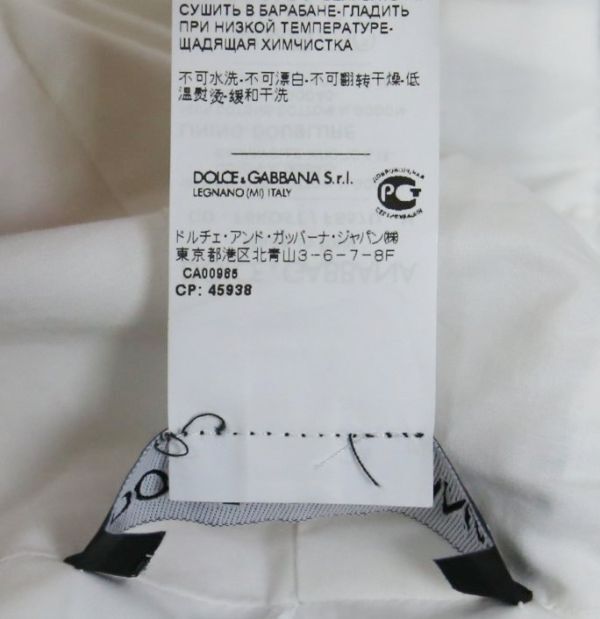 СУШИТЬ В БАРАБАНЕ-ГЛАДИТЬ
ПРИ НИЗКОЙ ТЕМПЕРАТУРЕ-
ЩАДЯЩАЯ ХИМЧИСТКА
不可水洗-不可漂白-不可翻转干燥-低
温熨烫-缓和干洗
DOLCE&GABBANA S.r.l.
LEGNANO (MI) ITALY
РСТ
ドルチェ・アンド・ガッバーナ・ジャパン㈱
東京都港区北青山3-6-7-8F
CA00986
CP: 45938